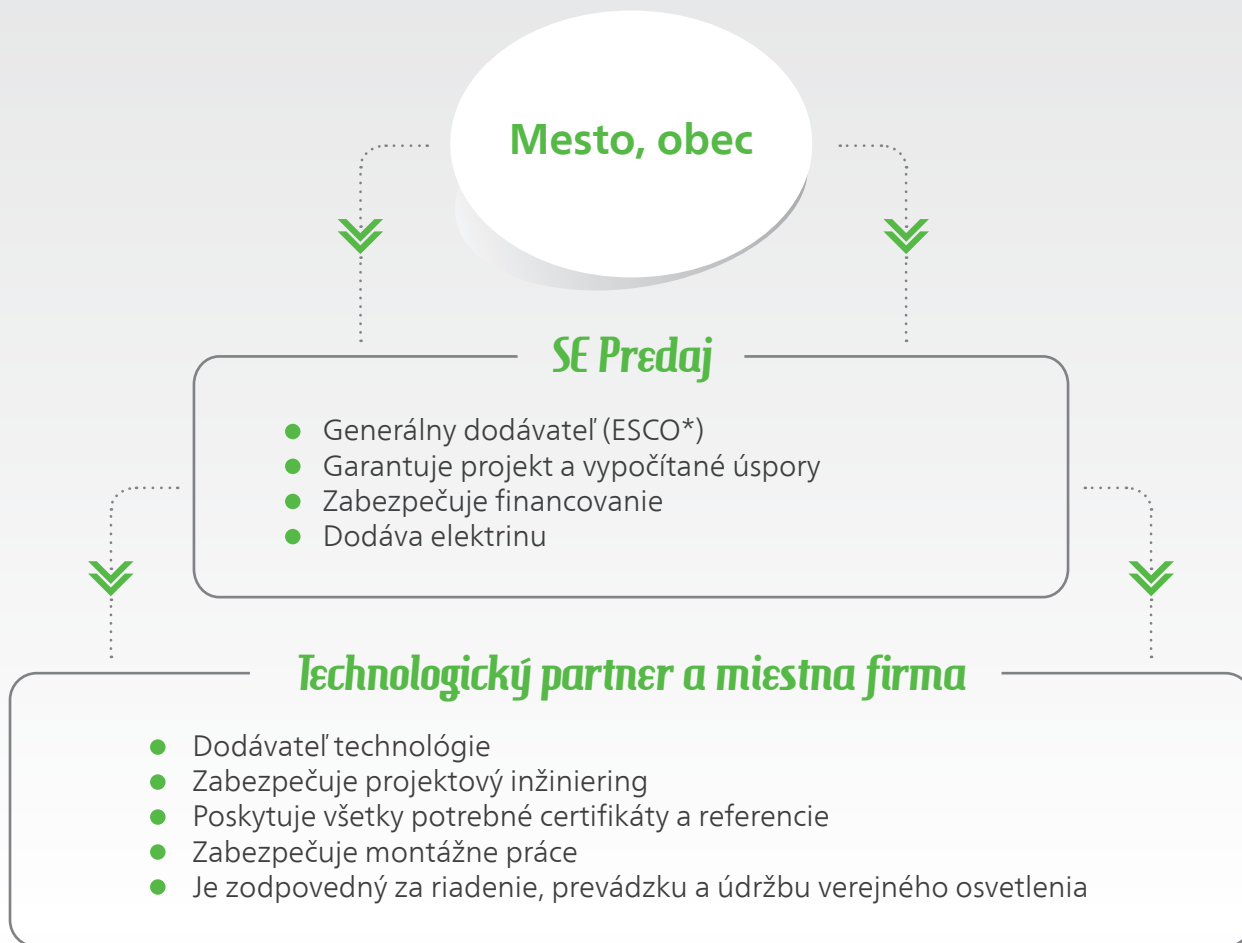 Mesto, obec
SE Predaj
Generálny dodávateľ (ESCO*)
Garantuje projekt a vypočítané úspory
Zabezpečuje financovanie
Dodáva elektrinu
Technologický partner a miestna firma
Dodávateľ technológie
Zabezpečuje projektový inžiniering
Poskytuje všetky potrebné certifikáty a referencie
Zabezpečuje montážne práce
Je zodpovedný za riadenie, prevádzku a údržbu verejného osvetlenia